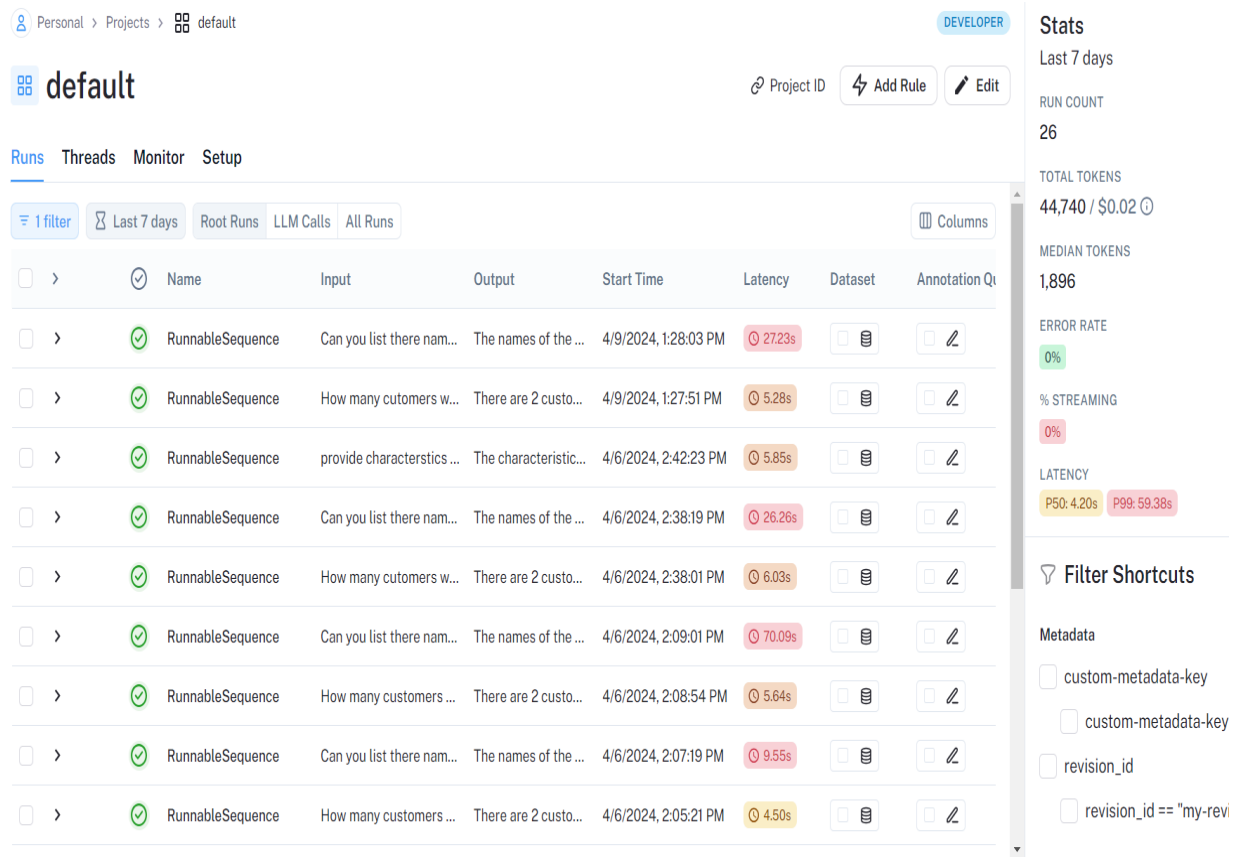 Personal > Projects > default
DEVELOPER
default
Project ID
Add Rule
Edit
Runs Threads Monitor Setup
1 filter
Last 7 days
Root Runs LLM Calls All Runs
Columns
Name Input Output Start Time Latency Dataset Annotation Qu
RunnableSequence Can you list there nam... The names of the ... 4/9/2024, 1:28:03 PM 27.23s
RunnableSequence How many cutomers w... There are 2 custo... 4/9/2024, 1:27:51 PM 5.28s
RunnableSequence provide characterstics ... The characteristic... 4/6/2024, 2:42:23 PM 5.85s
RunnableSequence Can you list there nam... The names of the ... 4/6/2024, 2:38:19 PM 26.26s
RunnableSequence How many cutomers w... There are 2 custo... 4/6/2024, 2:38:01 PM 6.03s
RunnableSequence Can you list there nam... The names of the ... 4/6/2024, 2:09:01 PM 70.09s
RunnableSequence How many customers ... There are 2 custo... 4/6/2024, 2:08:54 PM 5.64s
RunnableSequence Can you list there nam... The names of the ... 4/6/2024, 2:07:19 PM 9.55s
RunnableSequence How many customers ... There are 2 custo... 4/6/2024, 2:05:21 PM 4.50s
Stats
Last 7 days
RUN COUNT
26
TOTAL TOKENS
44,740 / $0.02
MEDIAN TOKENS
1,896
ERROR RATE
0%
% STREAMING
0%
LATENCY
P50: 4.20s P99: 59.38s
Filter Shortcuts
Metadata
custom-metadata-key
custom-metadata-key
revision_id
revision_id == "my-revi